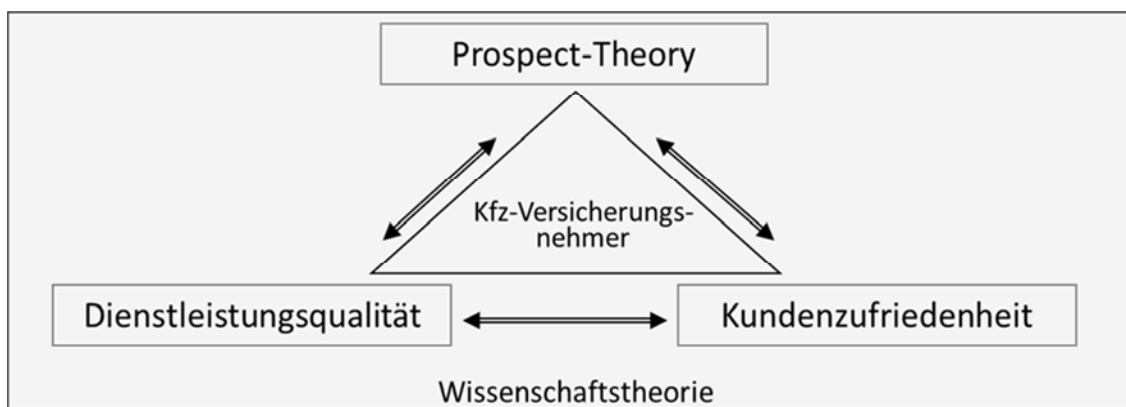 Prospect-Theory
Kfz-Versicherungs-
nehmer
Dienstleistungsqualität
Kundenzufriedenheit
Wissenschaftstheorie